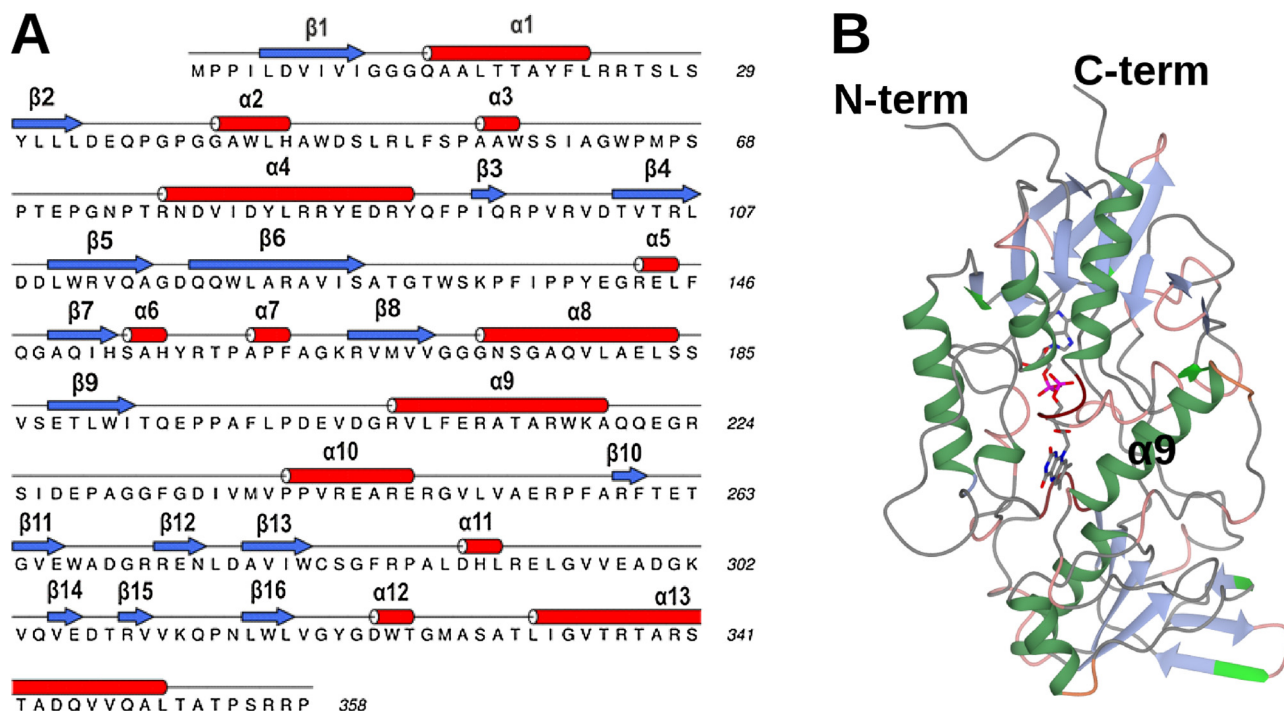 A
β1 α1
MPPILDVIVIGGGQAALTTAYFLRRTSLS 29
β2 α2 α3
YLLLDEQPGPGGAWLHAWDSLRLFSPAAWSSIAGWPMPS 68
α4 β3 β4
PTEPGNPTRNDVIDYLRRYEDRYQFPIQRPVRVDTVTRL 107
β5 β6 α5
DDLWRVQAGDQQWLARAVISATGTWSKPFIPPYEGRELF 146
β7 α6 α7 β8 α8
QGAQIHSAHYRTPAPFAGKRVMVVGGGNSGAQVLAELSS 185
β9 α9
VSETLWITQEPPAFLPDEVDGRVLFERATARWKAQQEGR 224
α10 β10
SIDEPAGGFGDIVMVPPVREARERGVLVAERPFARFTET 263
β11 β12 β13 α11
GVEWADGRRENLDAVIWCSGFRPALDHLRELGVVEADGK 302
β14 β15 β16 α12 α13
VQVEDTRVVKQPNLWLVGYGDWTGMASATLIGVTRTARS 341
TADQVVQALTATPSRRP 358
B
C-term
N-term
α9